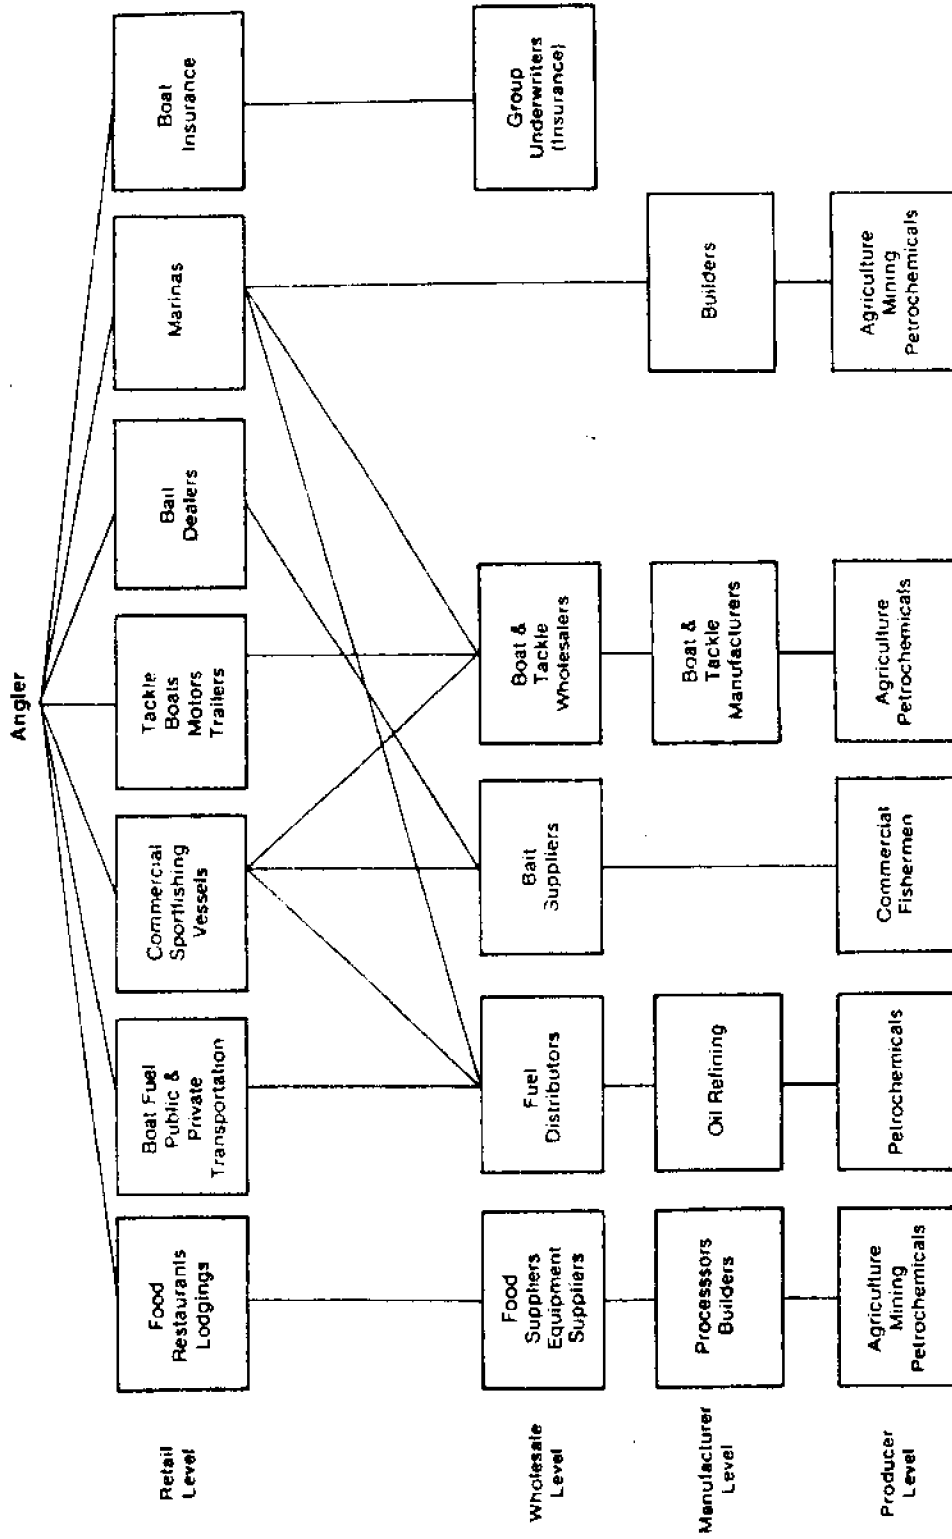 Angler
Retail
Level
Food
Restaurants
Lodgings
Boat Fuel
Public &
Private
Transportation
Commercial
Sportfishing
Vessels
Tackle
Boats
Motors
Trailers
Bait
Dealers
Marinas
Boat
Insurance
Wholesale
Level
Food
Suppliers
Equipment
Suppliers
Fuel
Distributors
Bait
Suppliers
Boat &
Tackle
Wholesalers
Group
Underwriters
(Insurance)
Manufacturer
Level
Processsors
Builders
Oil Refining
Boat &
Tackle
Manufacturers
Builders
Producer
Level
Agriculture
Mining
Petrochemicals
Petrochemicals
Commercial
Fishermen
Agriculture
Petrochemicals
Agriculture
Mining
Petrochemicals